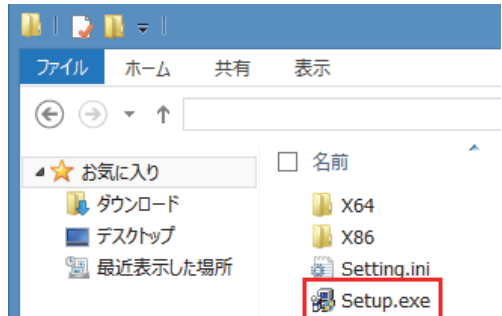 ファイル ホーム 共有 表示
お気に入り
ダウンロード
デスクトップ
最近表示した場所
名前
X64
X86
Setting.ini
Setup.exe